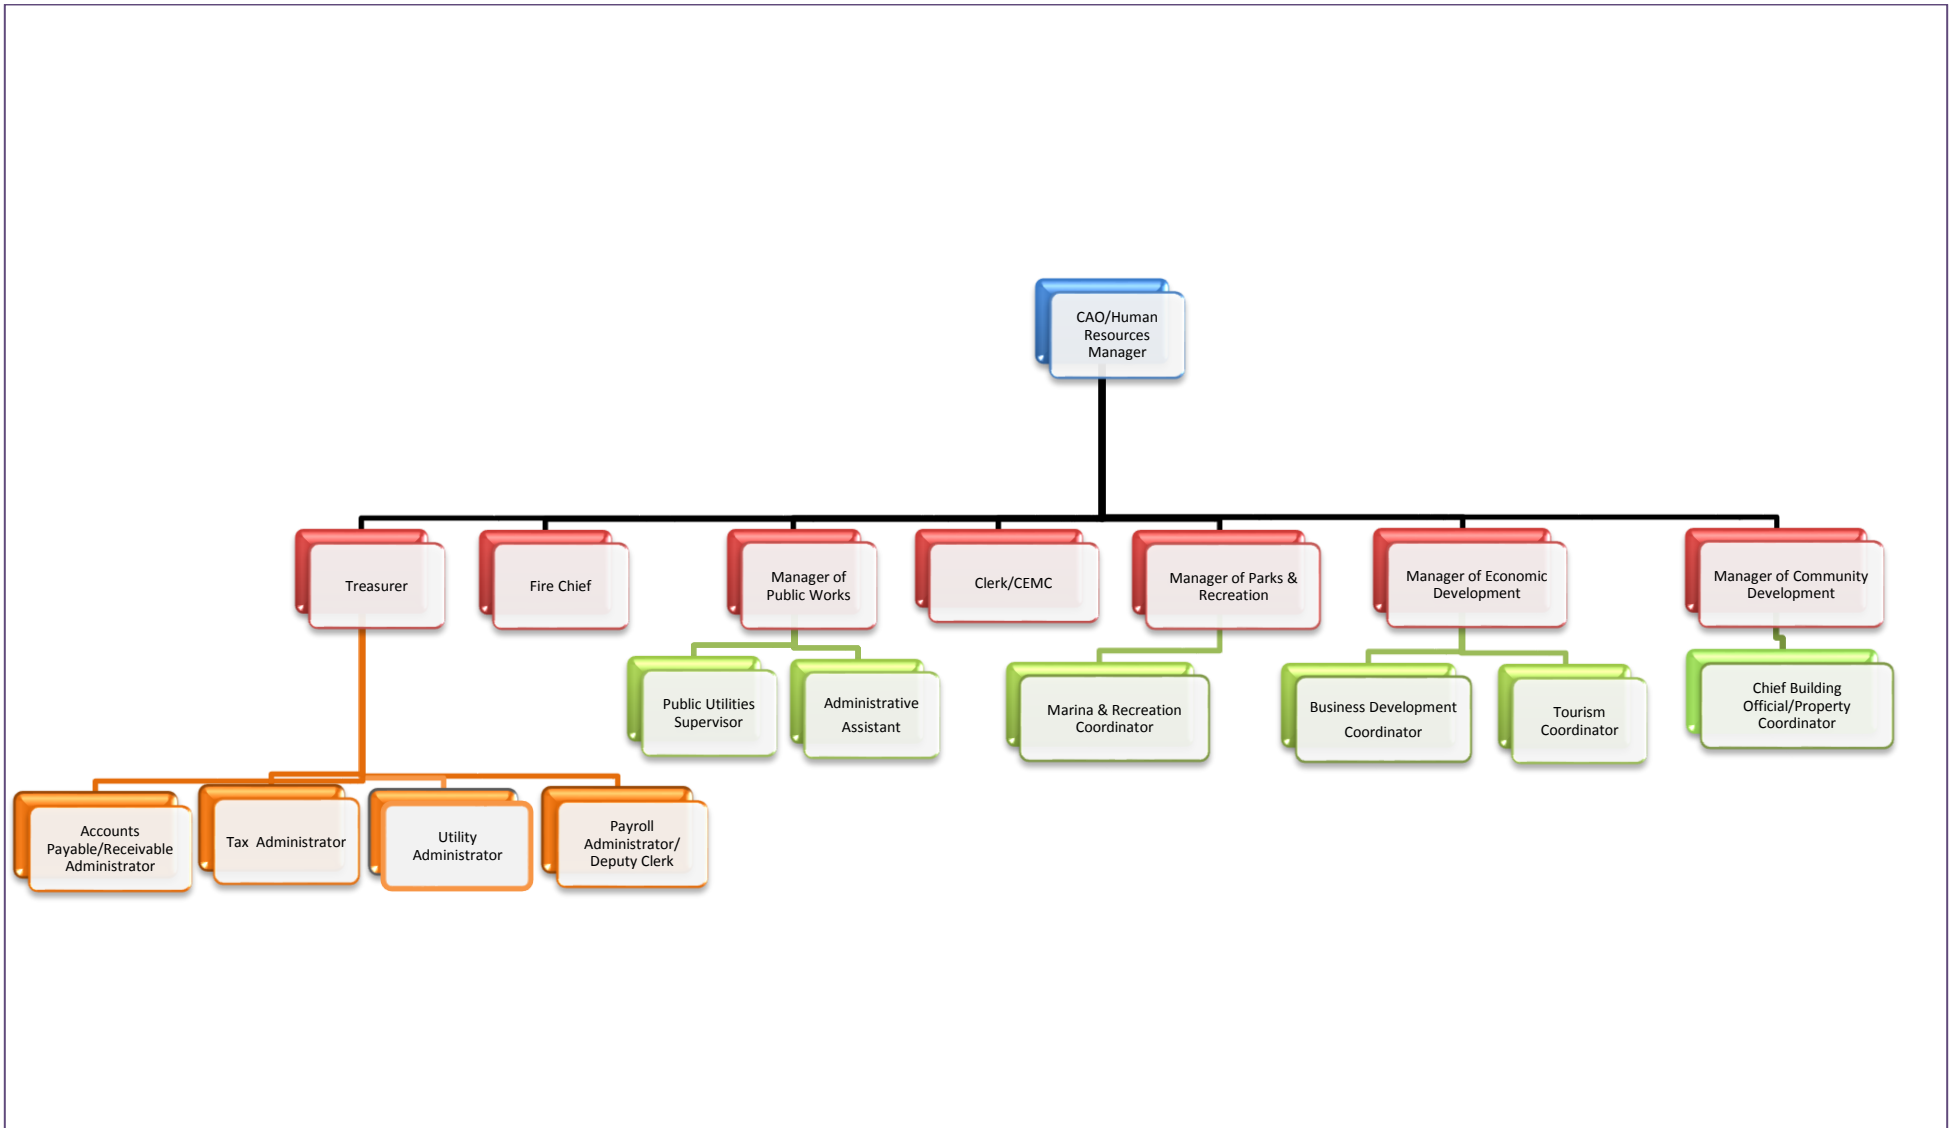 CAO/Human
Resources
Manager
Treasurer
Fire Chief
Manager of
Public Works
Clerk/CEMC
Manager of Parks &
Recreation
Manager of Economic
Development
Manager of Community
Development
Public Utilities
Supervisor
Administrative
Assistant
Marina & Recreation
Coordinator
Business Development
Coordinator
Tourism
Coordinator
Chief Building
Official/Property
Coordinator
Accounts
Payable/Receivable
Administrator
Tax  Administrator
Utility
Administrator
Payroll
Administrator/
Deputy Clerk